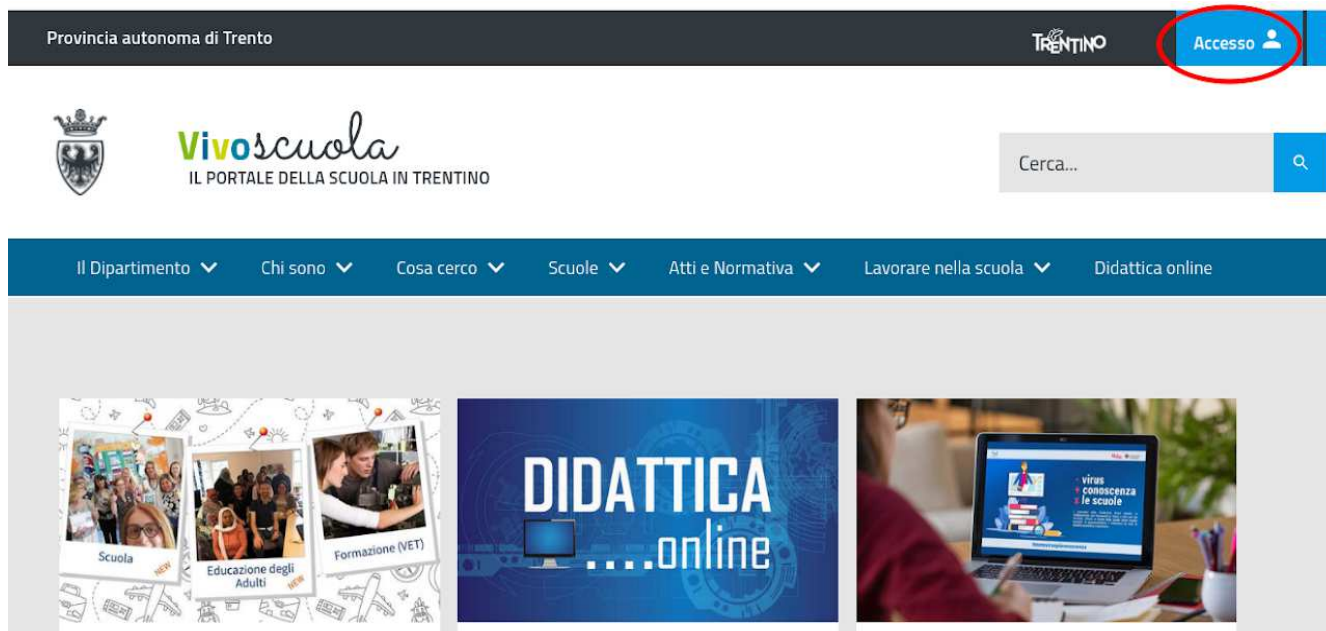 Provincia autonoma di Trento
TRENTINO
Accesso
Vivoscuola
IL PORTALE DELLA SCUOLA IN TRENTINO
Cerca...
Il Dipartimento
Chi sono
Cosa cerco
Scuole
Atti e Normativa
Lavorare nella scuola
Didattica online
Scuola
NEW
Educazione degli
Adulti
NEW
Formazione (VET)
DIDATTICA
....online
- virus
+ conoscenza
x le scuole